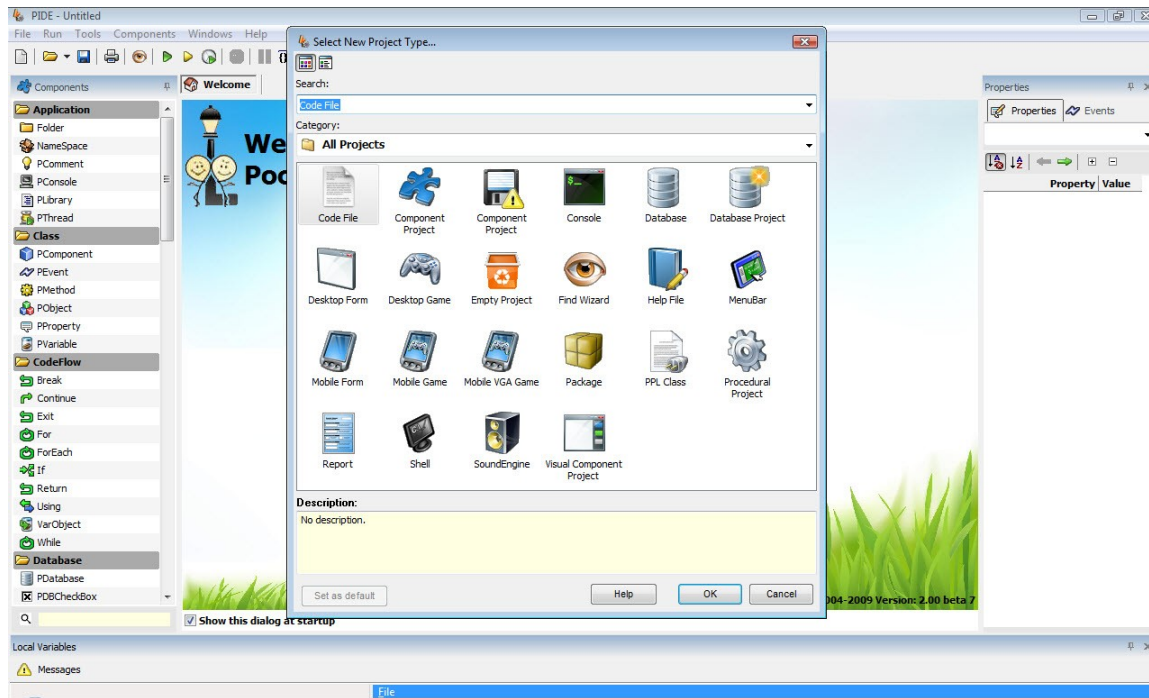 PIDE - Untitled
File Run Tools Components Windows Help
Components
Application
Folder
NameSpace
PComment
PConsole
PLibrary
PThread
Class
PComponent
PEvent
PMethod
PObject
PProperty
PVariable
CodeFlow
Break
Continue
Exit
For
ForEach
If
Return
Using
VarObject
While
Database
PDatabase
PDBCheckBox
Welcome
We
Poc
Show this dialog at startup
Select New Project Type...
Search:
Code File
Category:
All Projects
Code File
Component Project
Component Project
Console
Database
Database Project
Desktop Form
Desktop Game
Empty Project
Find Wizard
Help File
MenuBar
Mobile Form
Mobile Game
Mobile VGA Game
Package
PPL Class
Procedural Project
Report
Shell
SoundEngine
Visual Component Project
Description:
No description.
Set as default
Help
OK
Cancel
004-2009 Version: 2.00 beta 7
Properties
Properties Events
Property Value
Local Variables
Messages
File